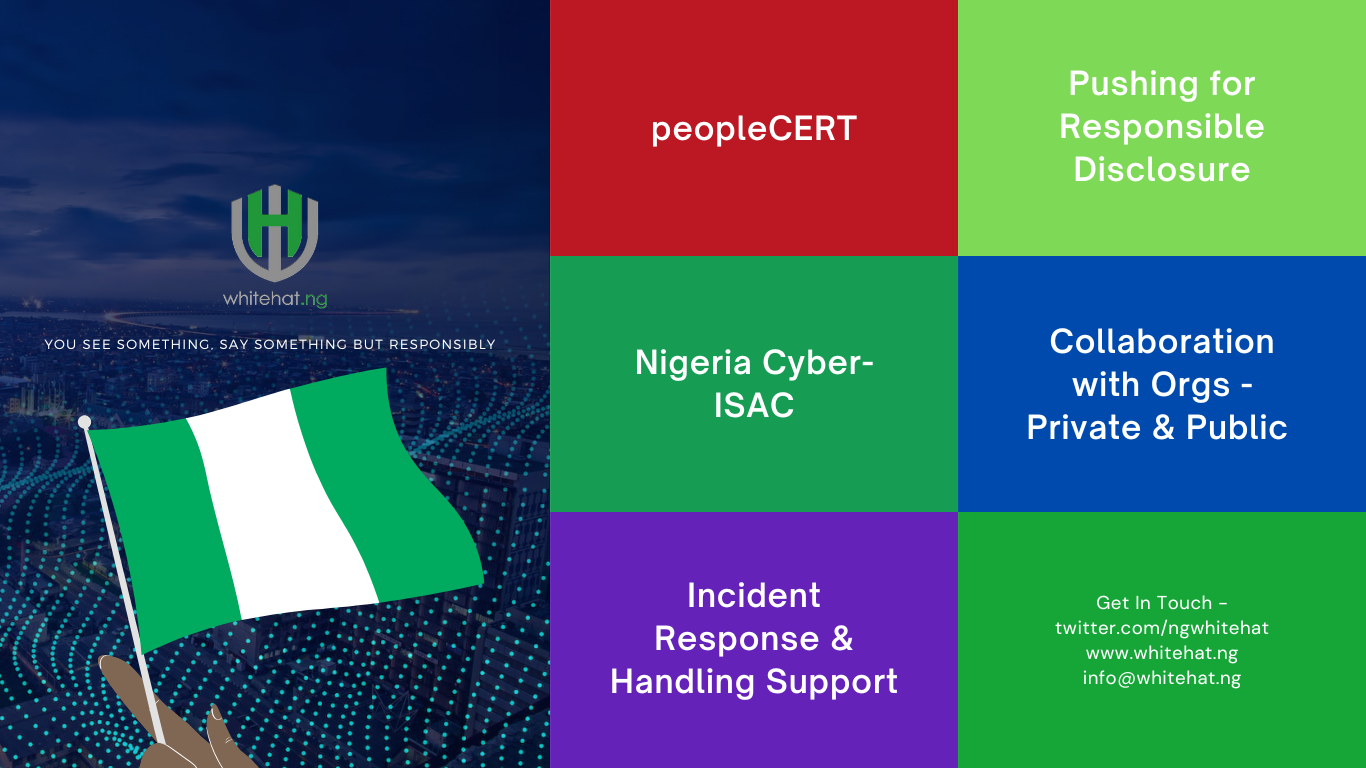 whitehat.ng
YOU SEE SOMETHING, SAY SOMETHING BUT RESPONSIBLY
peopleCERT
Pushing for
Responsible
Disclosure
Nigeria Cyber-
ISAC
Collaboration
with Orgs -
Private & Public
Incident
Response &
Handling Support
Get In Touch -
twitter.com/ngwhitehat
www.whitehat.ng
info@whitehat.ng